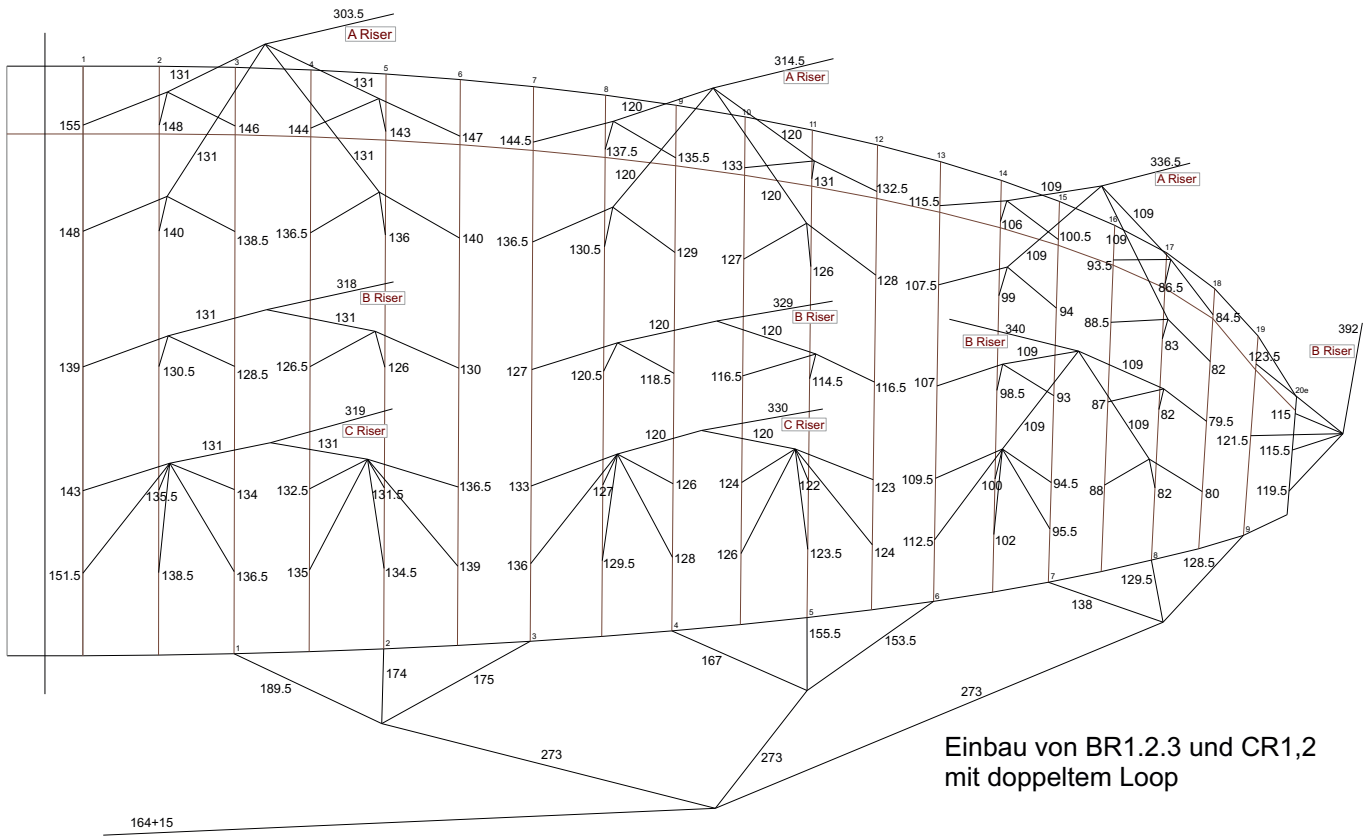 303.5
A Riser
314.5
A Riser
336.5
A Riser
1 2 3 4 5 6 7 8 9 10 11 12 13 14 15 16 17 18 19 20e
131 131 120 120 109 109
155 148 146 144 143 147 144.5 137.5 135.5 133 131 132.5 115.5 106 100.5 93.5 86.5 84.5
131 131 120 120 109 109
148 140 138.5 136.5 136 140 136.5 130.5 129 127 126 128 107.5 99 94 88.5 83 82
318
B Riser
329
B Riser
340
B Riser
392
B Riser
131 131 120 120 109 109
139 130.5 128.5 126.5 126 130 127 120.5 118.5 116.5 114.5 116.5 107 98.5 93 87 82 79.5
123.5
115
121.5
115.5
119.5
319
C Riser
330
C Riser
131 131 120 120 109 109
143 135.5 134 132.5 131.5 136.5 133 127 126 124 122 123 109.5 100 94.5 88 82 80
151.5 138.5 136.5 135 134.5 139 136 129.5 128 126 123.5 124 112.5 102 95.5
1 2 3 4 5 6 7 8 9
189.5 174 175 167 155.5 153.5 138 129.5 128.5
273 273 273
164+15
Einbau von BR1.2.3 und CR1,2
mit doppeltem Loop